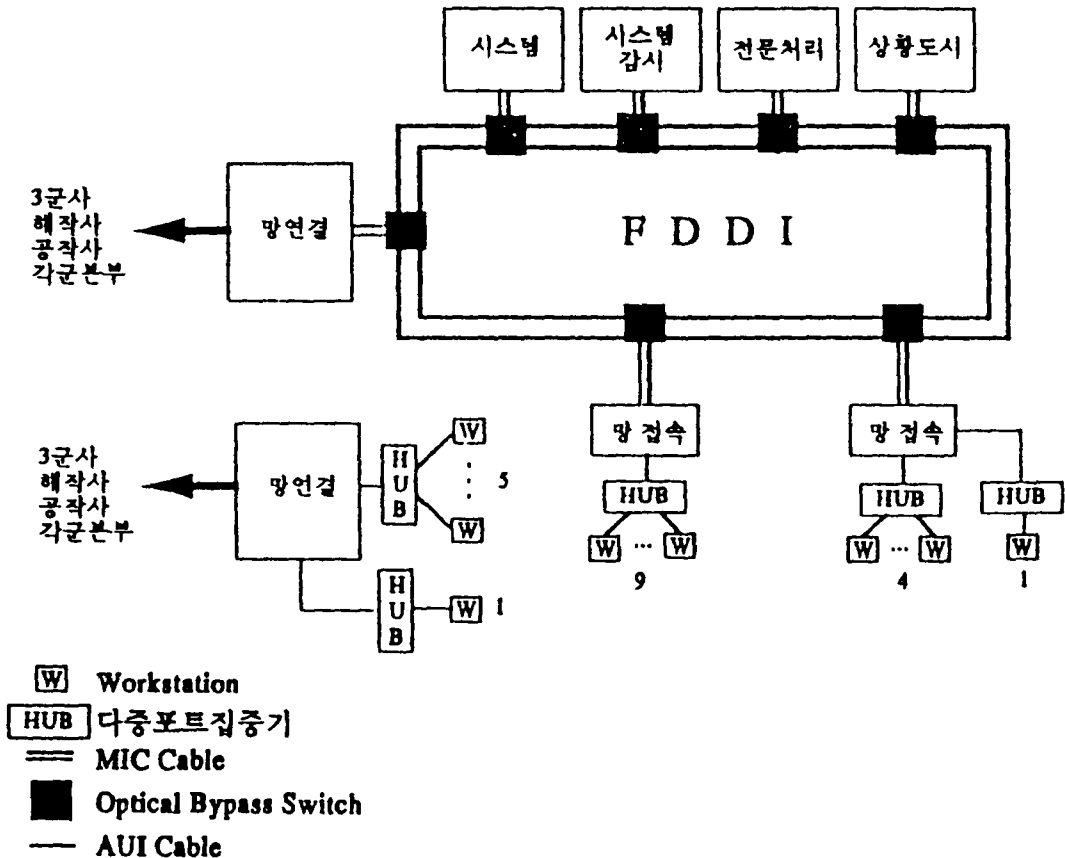 시스템
시스템
감시
전문처리
상황도시
3군사
해작사
공작사
각군본부
망연결
F D D I
망 접속
망 접속
HUB
HUB
HUB
W ... W
9
W ... W
4
W
1
3군사
해작사
공작사
각군본부
망연결
HUB
W
5
W
HUB
W 1
W Workstation
HUB 다중포트집중기
MIC Cable
Optical Bypass Switch
AUI Cable